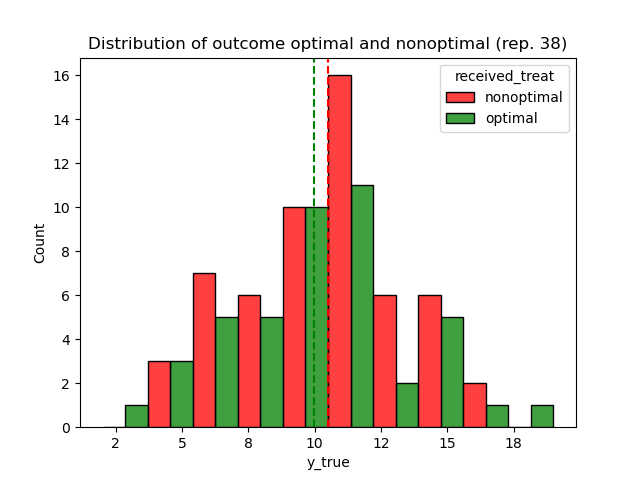 Distribution of outcome optimal and nonoptimal (rep. 38)
received_treat
nonoptimal
optimal
Count
16
14
12
10
8
6
4
2
0
2 5 8 10 12 15 18
y_true